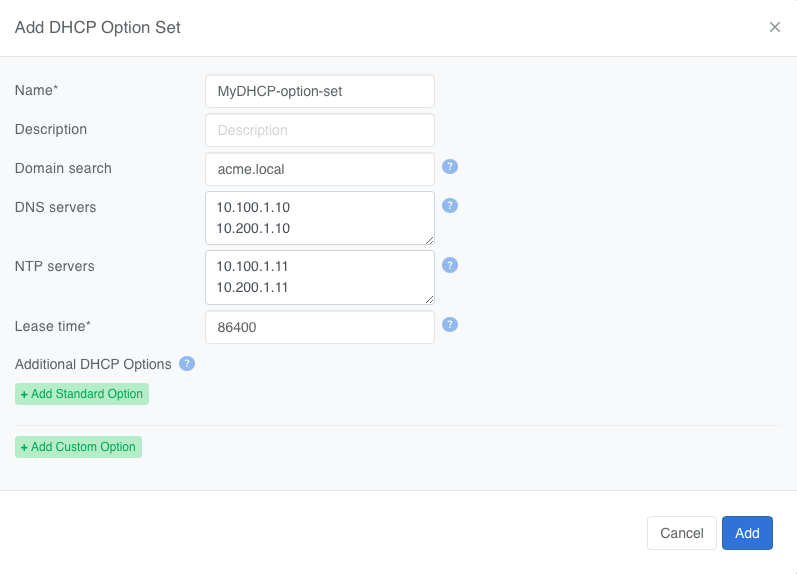 Add DHCP Option Set
×
Name*
MyDHCP-option-set
Description
Description
Domain search
acme.local
?
DNS servers
10.100.1.10
10.200.1.10
?
NTP servers
10.100.1.11
10.200.1.11
?
Lease time*
86400
?
Additional DHCP Options ?
+ Add Standard Option
+ Add Custom Option
Cancel
Add